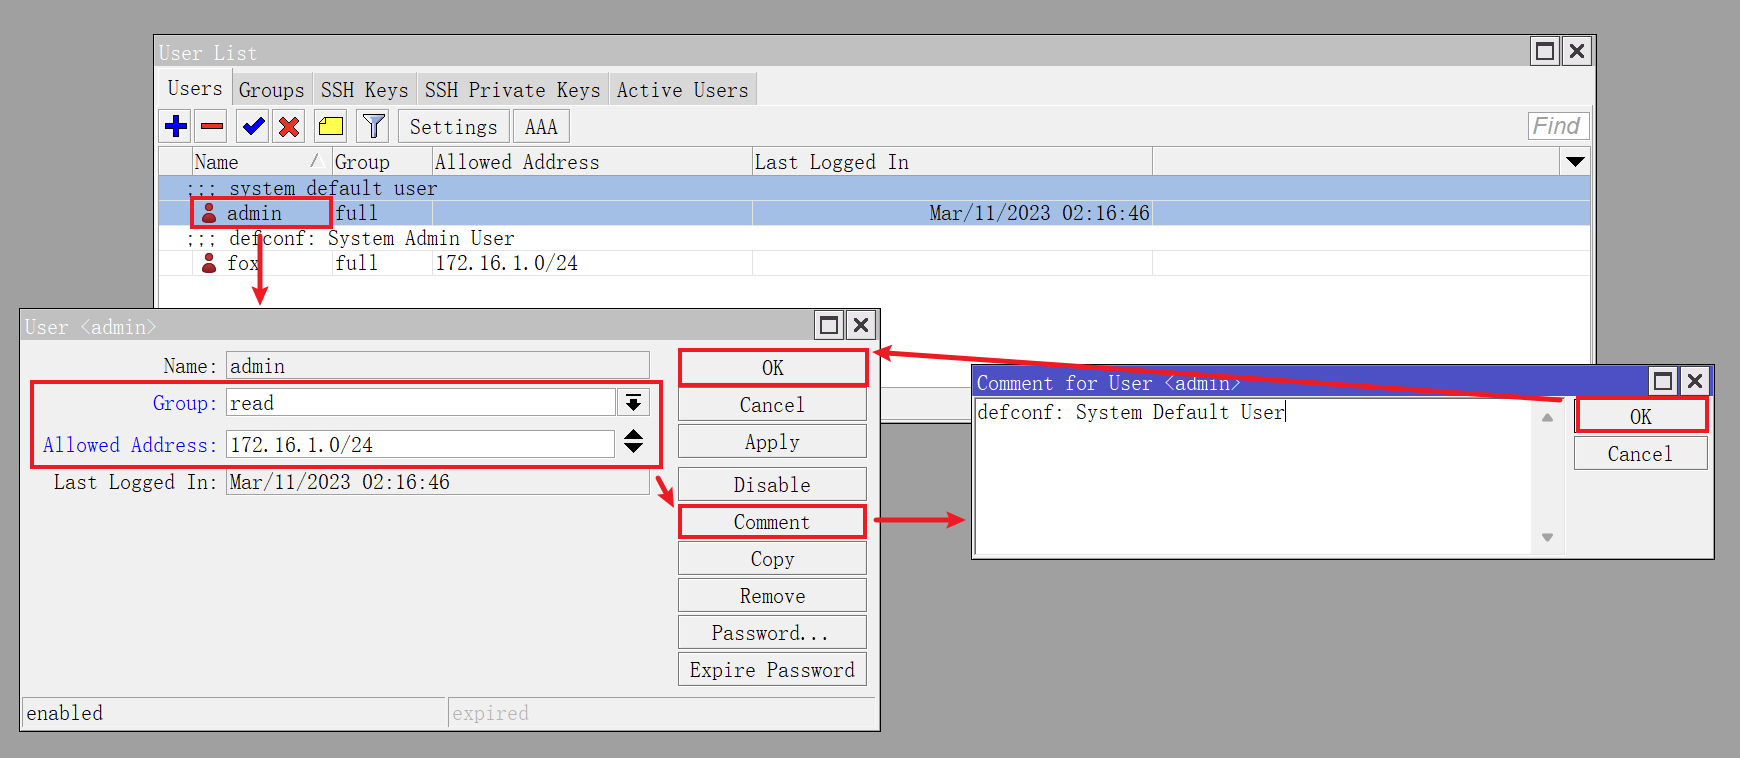 User List
Users Groups SSH Keys SSH Private Keys Active Users
Settings AAA Find
Name Group Allowed Address Last Logged In
;;; system default user
admin full Mar/11/2023 02:16:46
;;; defconf: System Admin User
fox full 172.16.1.0/24
User <admin>
Name: admin
Group: read
Allowed Address: 172.16.1.0/24
Last Logged In: Mar/11/2023 02:16:46
OK
Cancel
Apply
Disable
Comment
Copy
Remove
Password...
Expire Password
enabled expired
Comment for User <admin>
defconf: System Default User
OK
Cancel